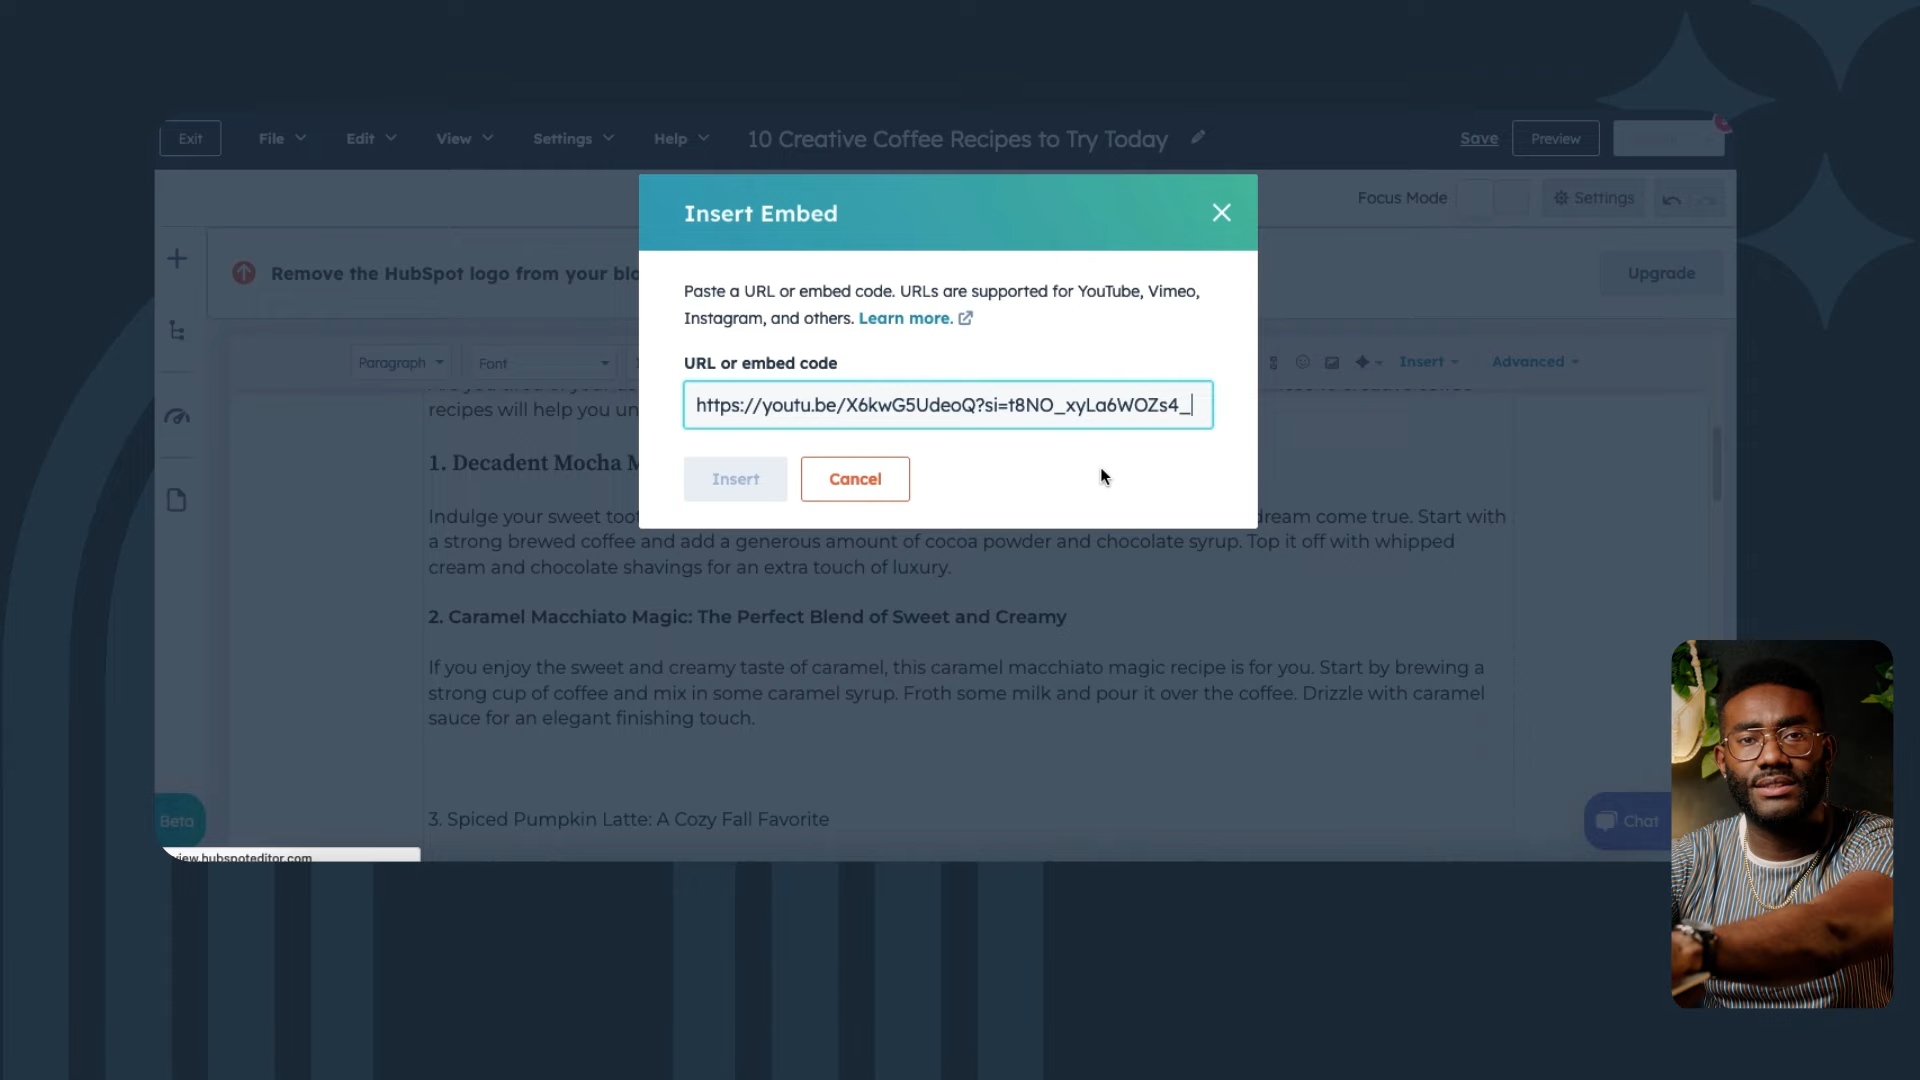 Exit File Edit View Settings Help 10 Creative Coffee Recipes to Try Today Save Preview
Focus Mode Settings
Remove the HubSpot logo from your Upgrade
Insert Embed
Paste a URL or embed code. URLs are supported for YouTube, Vimeo,
Instagram, and others. Learn more.
URL or embed code
https://youtu.be/X6kwG5UdeoQ?si=t8NO_xyLa6WOZs4_
Insert Cancel
Paragraph Font Insert Advanced
recipes will help you
1. Decadent Mocha
Indulge your sweet dream come true. Start with
a strong brewed coffee and add a generous amount of cocoa powder and chocolate syrup. Top it off with whipped
cream and chocolate shavings for an extra touch of luxury.
2. Caramel Macchiato Magic: The Perfect Blend of Sweet and Creamy
If you enjoy the sweet and creamy taste of caramel, this caramel macchiato magic recipe is for you. Start by brewing a
strong cup of coffee and mix in some caramel syrup. Froth some milk and pour it over the coffee. Drizzle with caramel
sauce for an elegant finishing touch.
3. Spiced Pumpkin Latte: A Cozy Fall Favorite
Beta
Chat
view.hubspoteditor.com